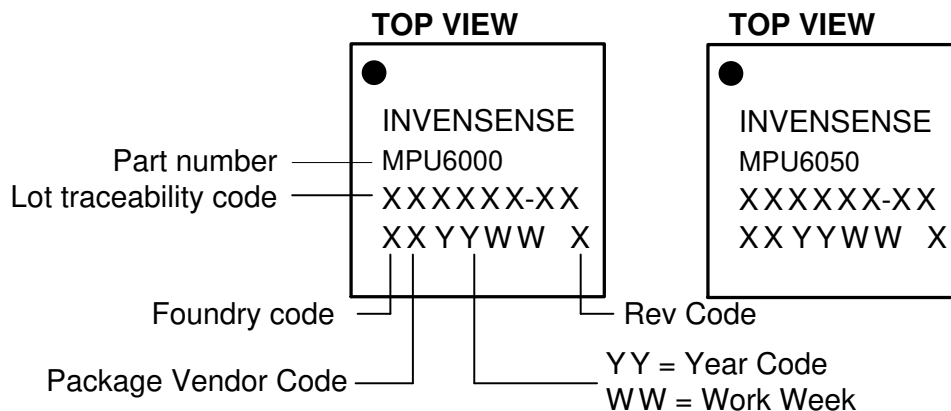 TOP VIEW
INVENSENSE
MPU6000
XXXXXX-XX
XXYYWW X
Part number
Lot traceability code
Foundry code
Package Vendor Code
Rev Code
YY = Year Code
WW = Work Week
TOP VIEW
INVENSENSE
MPU6050
XXXXXX-XX
XXYYWW X